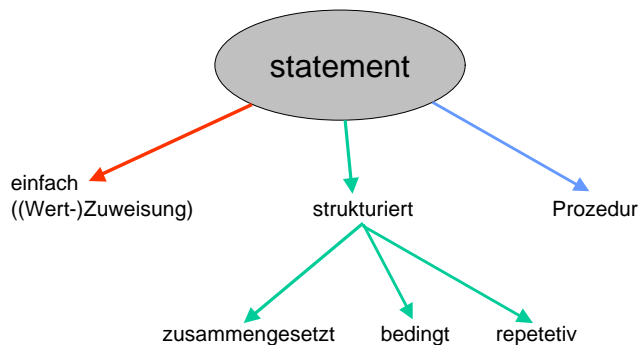 statement
einfach
((Wert-)Zuweisung)
strukturiert
Prozedur
zusammengesetzt
bedingt
repetetiv